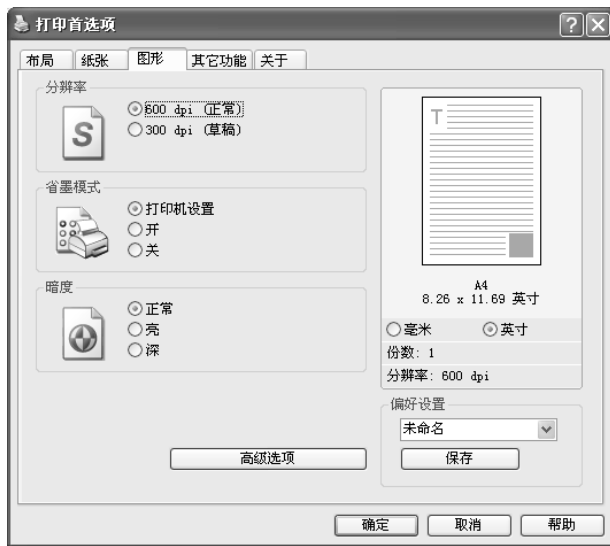 打印首选项
布局 纸张 图形 其它功能 关于
分辨率
600 dpi (正常)
300 dpi (草稿)
省墨模式
打印机设置
开
关
暗度
正常
亮
深
高级选项
A4
8.26 x 11.69 英寸
毫米 英寸
份数: 1
分辨率: 600 dpi
偏好设置
未命名
保存
确定 取消 帮助